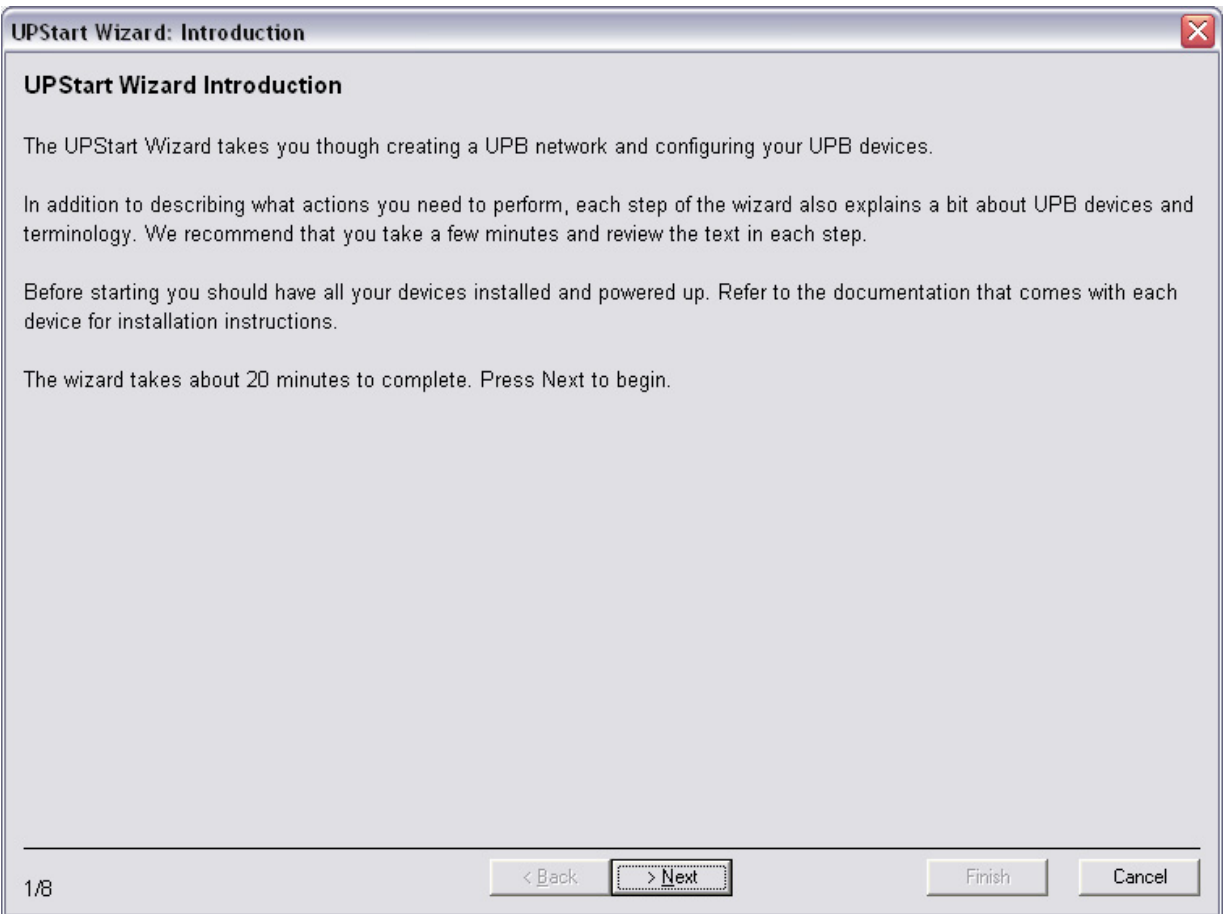 UPStart Wizard: Introduction
UPStart Wizard Introduction
The UPStart Wizard takes you though creating a UPB network and configuring your UPB devices.
In addition to describing what actions you need to perform, each step of the wizard also explains a bit about UPB devices and
terminology. We recommend that you take a few minutes and review the text in each step.
Before starting you should have all your devices installed and powered up. Refer to the documentation that comes with each
device for installation instructions.
The wizard takes about 20 minutes to complete. Press Next to begin.
1/8
< Back
> Next
Finish
Cancel